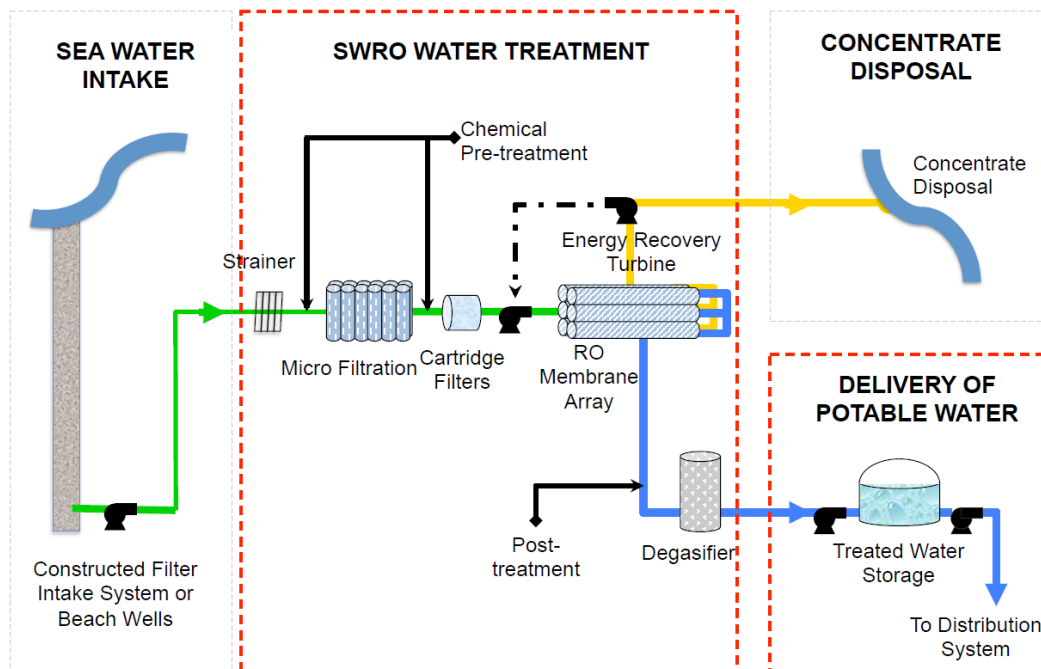 SEA WATER
INTAKE
Constructed Filter
Intake System or
Beach Wells
SWRO WATER TREATMENT
Chemical
Pre-treatment
Strainer
Micro Filtration
Cartridge
Filters
Energy Recovery
Turbine
RO
Membrane
Array
Post-
treatment
Degasifier
CONCENTRATE
DISPOSAL
Concentrate
Disposal
DELIVERY OF
POTABLE WATER
Treated Water
Storage
To Distribution
System